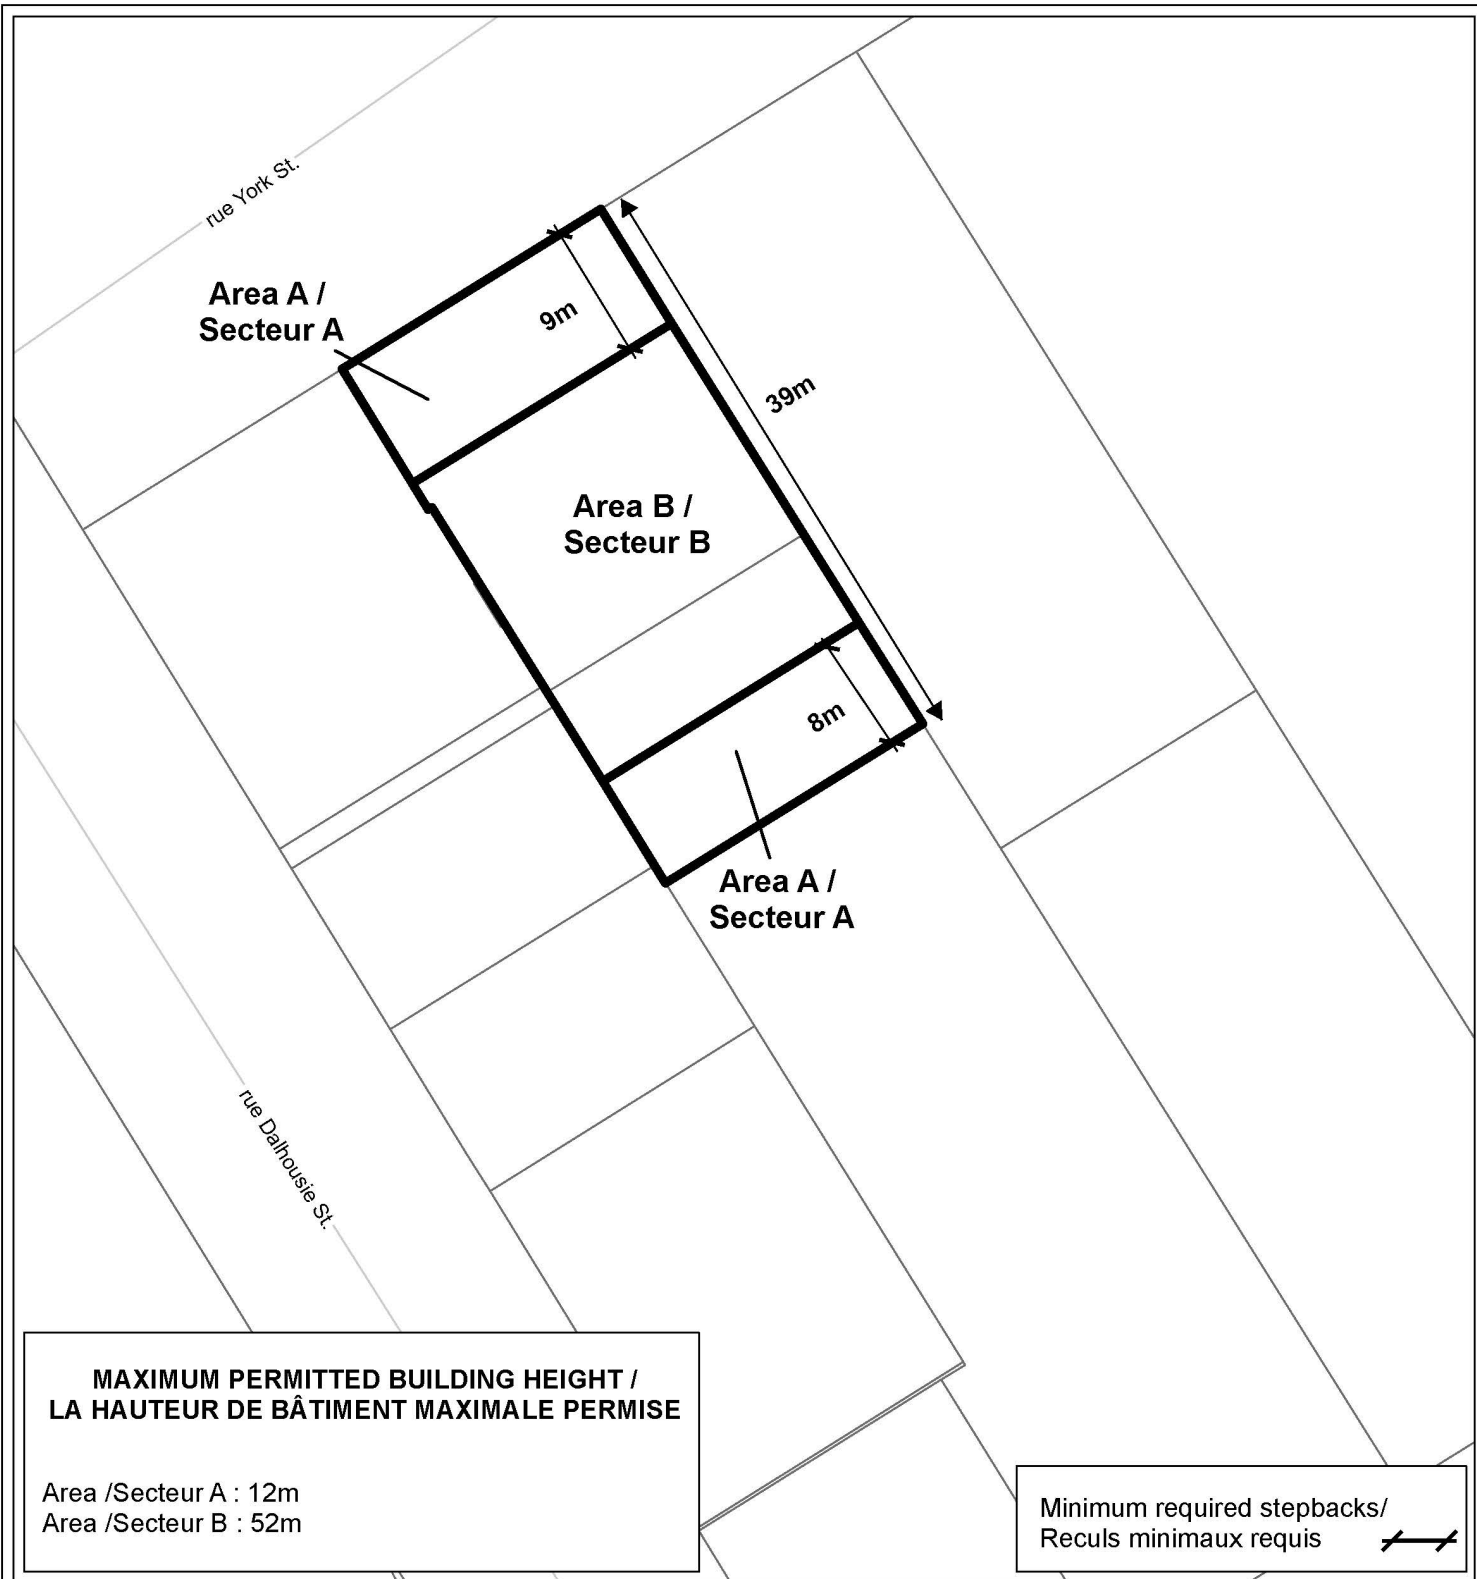 rue York St.
Area A /
Secteur A
9m
39m
Area B /
Secteur B
8m
Area A /
Secteur A
rue Dalhousie St.
MAXIMUM PERMITTED BUILDING HEIGHT /
LA HAUTEUR DE BÂTIMENT MAXIMALE PERMISE
Area /Secteur A : 12m
Area /Secteur B : 52m
Minimum required stepbacks/
Reculs minimaux requis